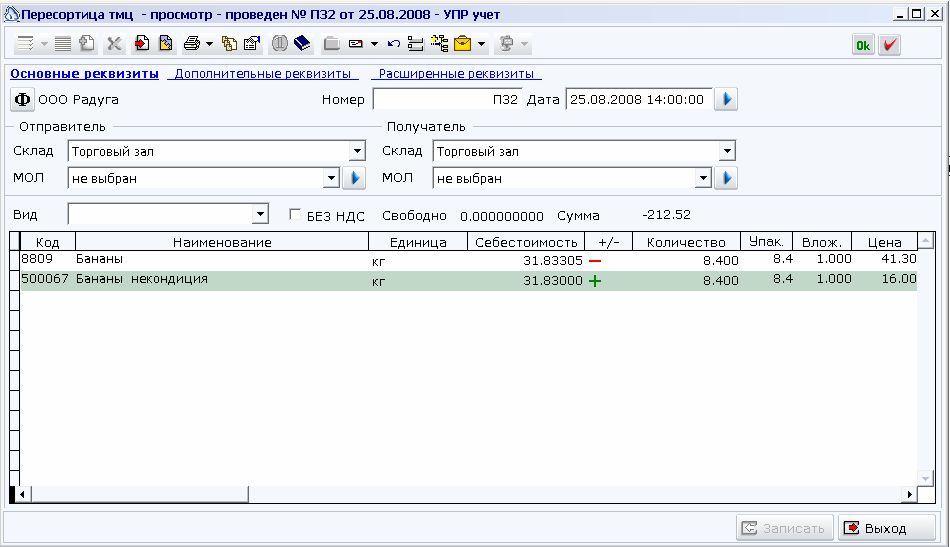 Пересортица тмц - просмотр - проведен № П32 от 25.08.2008 - УПР учет
Ok
Основные реквизиты Дополнительные реквизиты Расширенные реквизиты
Ф ООО Радуга Номер П32 Дата 25.08.2008 14:00:00
Отправитель Получатель
Склад Торговый зал Склад Торговый зал
МОЛ не выбран МОЛ не выбран
Вид БЕЗ НДС Свободно 0.000000000 Сумма -212.52
Код Наименование Единица Себестоимость +/- Количество Упак. Влож. Цена
8809 Бананы кг 31.83305 − 8.400 8.4 1.000 41.30
500067 Бананы некондиция кг 31.83000 + 8.400 8.4 1.000 16.00
Записать Выход